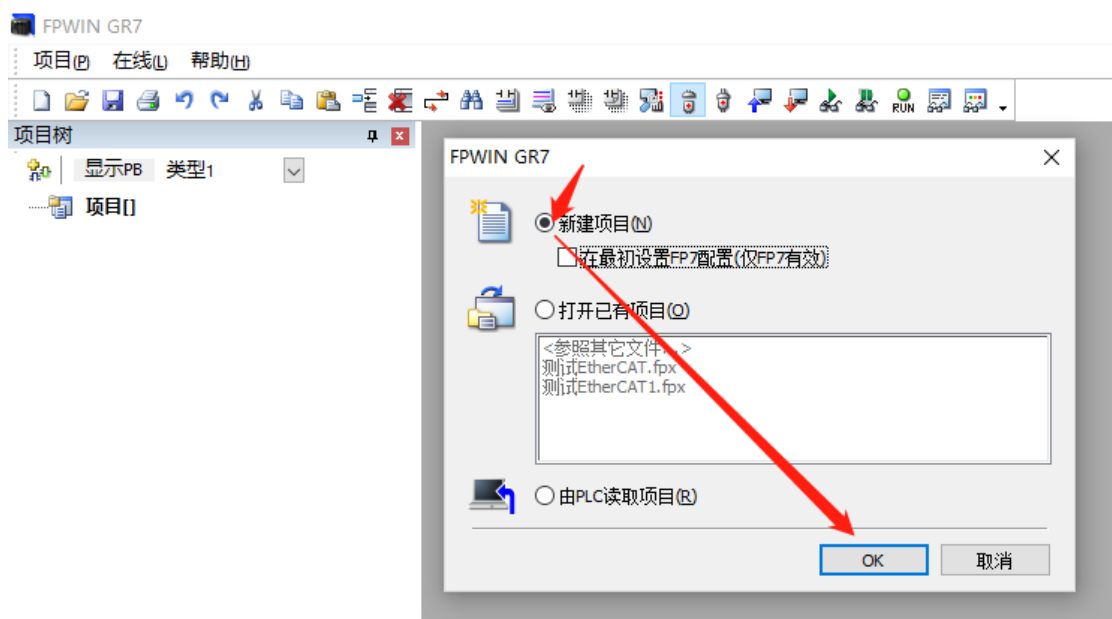 FPWIN GR7
项目(P) 在线(L) 帮助(H)
RUN
项目树
显示PB 类型1
项目[]
FPWIN GR7
新建项目(N)
在最初设置FP7配置(仅FP7有效)
打开已有项目(O)
<参照其它文件...>
测试EtherCAT.fpx
测试EtherCAT1.fpx
由PLC读取项目(R)
OK 取消